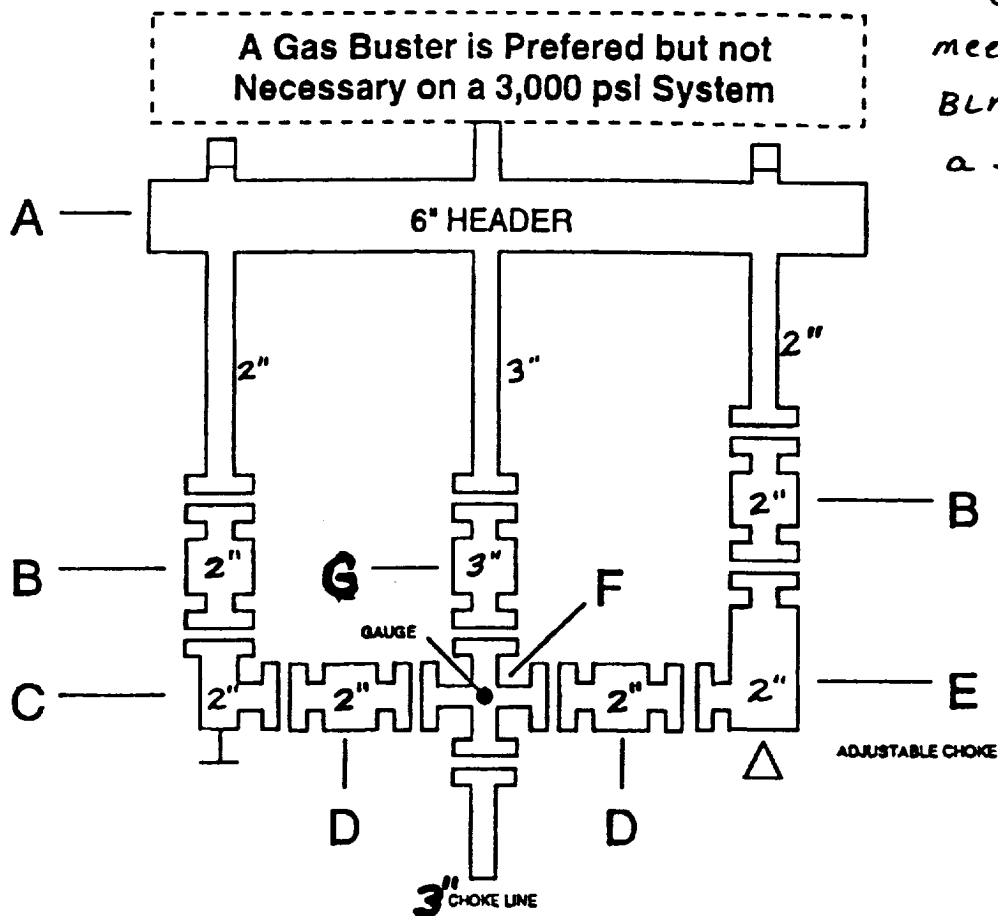 A Gas Buster is Prefered but not
Necessary on a 3,000 psi System
mee
BLM
a
A
6" HEADER
2"
3"
2"
B
2"
G
3"
F
2"
B
GAUGE
C
2"
2"
2"
2"
E
ADJUSTABLE CHOKE
D
D
3" CHOKE LINE